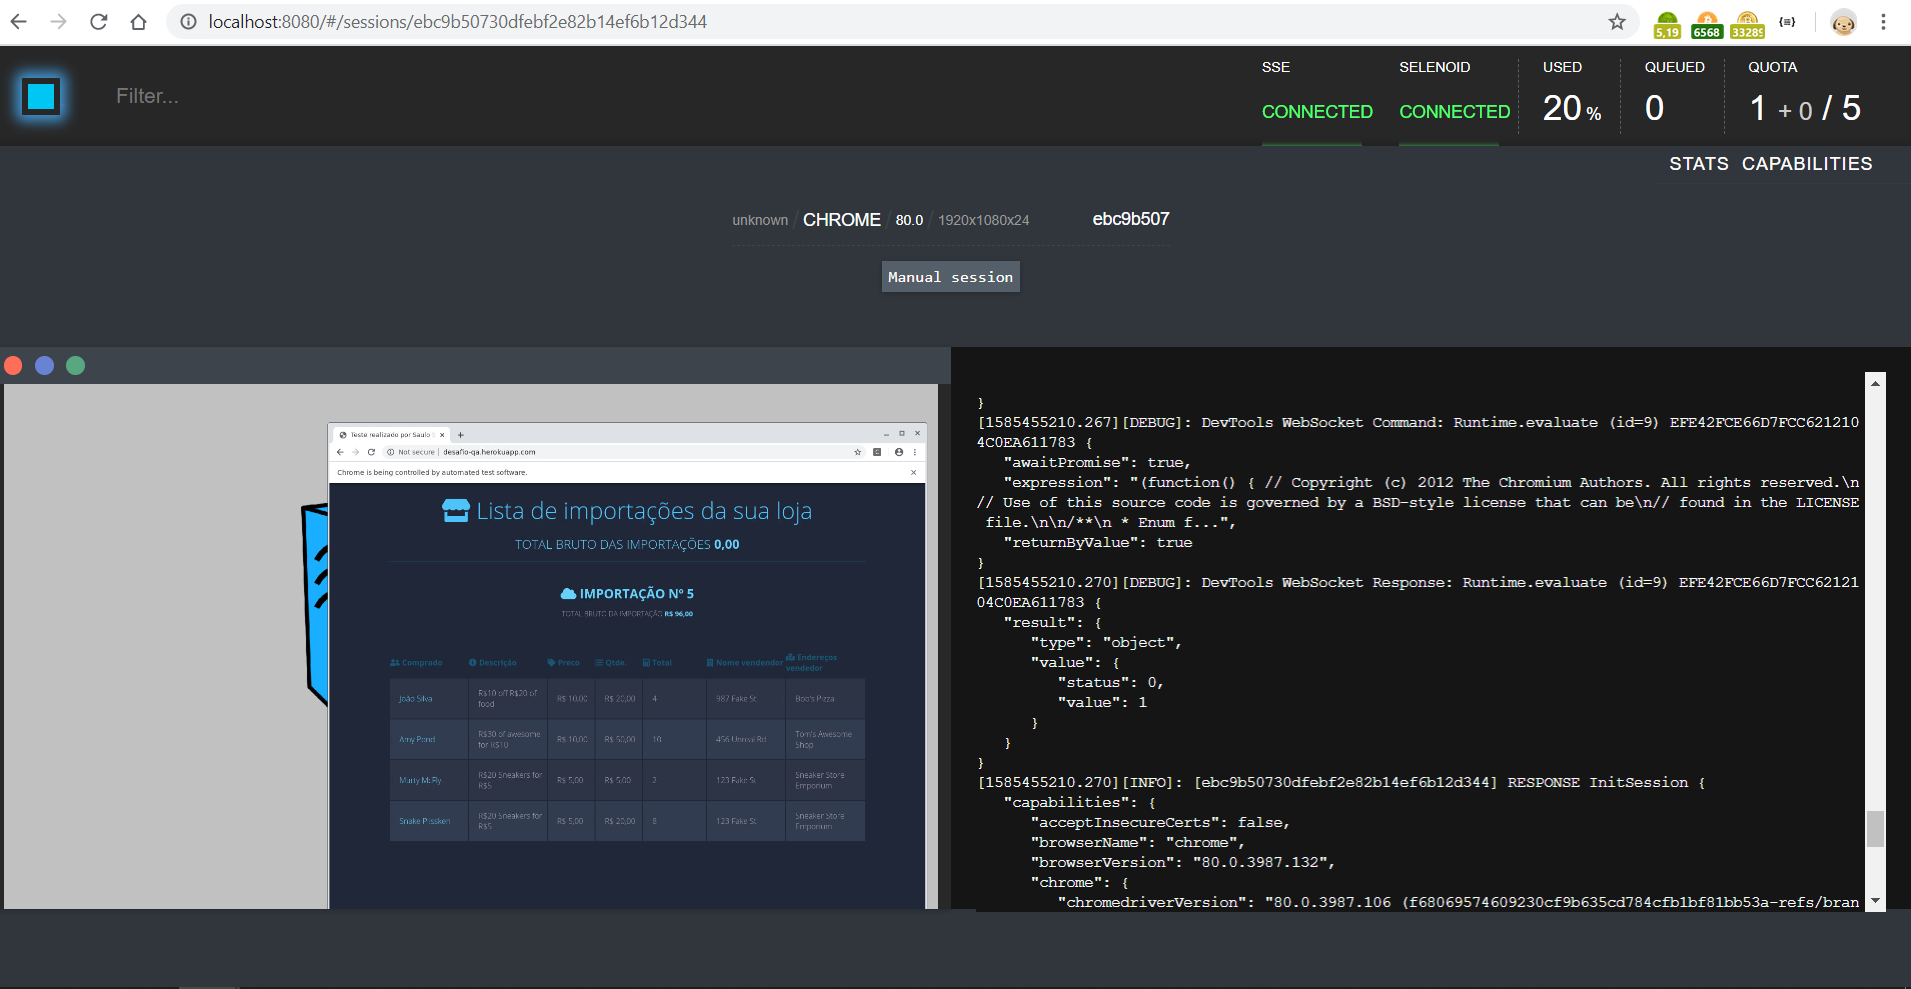 localhost:8080/#/sessions/ebc9b50730dfebf2e82b14ef6b12d344
5,19 6568 33289
Filter...
SSE SELENOID USED QUEUED QUOTA
CONNECTED CONNECTED 20 % 0 1 + 0 / 5
STATS CAPABILITIES
unknown / CHROME / 80.0 / 1920x1080x24 ebc9b507
Manual session
Teste realizado por Saulo
Not secure | desafio-qa.herokuapp.com
Chrome is being controlled by automated test software.
Lista de importações da sua loja
TOTAL BRUTO DAS IMPORTAÇÕES 0,00
IMPORTAÇÃO Nº 5
TOTAL BRUTO DA IMPORTAÇÃO R$ 96,00
Comprado Descrição Preco Qtde. Total Nome vendendor Endereços
vendedor
João Silva R$10 off R$20 of R$ 10,00 R$ 20,00 4 987 Fake St Bob's Pizza
food
Amy Pond R$30 of awesome R$ 10,00 R$ 50,00 10 456 Unreal Rd Tom's Awesome
for R$10 Shop
Marty McFly R$20 Sneakers for R$ 5,00 R$ 5,00 2 123 Fake St Sneaker Store
R$5 Emporium
Snake Plissken R$20 Sneakers for R$ 5,00 R$ 20,00 8 123 Fake St Sneaker Store
R$5 Emporium
}
[1585455210.267][DEBUG]: DevTools WebSocket Command: Runtime.evaluate (id=9) EFE42FCE66D7FCC621210
4C0EA611783 {
"awaitPromise": true,
"expression": "(function() { // Copyright (c) 2012 The Chromium Authors. All rights reserved.\n
// Use of this source code is governed by a BSD-style license that can be\n// found in the LICENSE
file.\n\n/**\n * Enum f...",
"returnByValue": true
}
[1585455210.270][DEBUG]: DevTools WebSocket Response: Runtime.evaluate (id=9) EFE42FCE66D7FCC62121
04C0EA611783 {
"result": {
"type": "object",
"value": {
"status": 0,
"value": 1
}
}
}
[1585455210.270][INFO]: [ebc9b50730dfebf2e82b14ef6b12d344] RESPONSE InitSession {
"capabilities": {
"acceptInsecureCerts": false,
"browserName": "chrome",
"browserVersion": "80.0.3987.132",
"chrome": {
"chromedriverVersion": "80.0.3987.106 (f68069574609230cf9b635cd784cfb1bf81bb53a-refs/bran